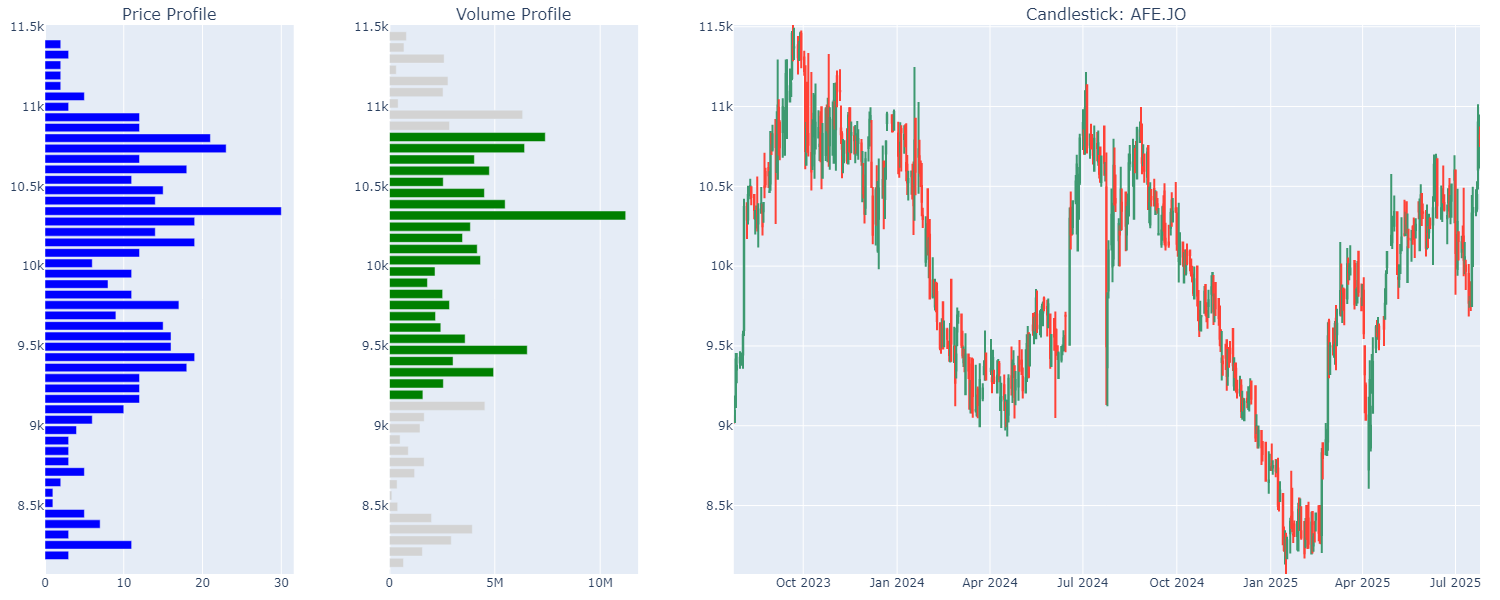 Price Profile
11.5k
11k
10.5k
10k
9.5k
9k
8.5k
0 10 20 30
Volume Profile
11.5k
11k
10.5k
10k
9.5k
9k
8.5k
0 5M 10M
Candlestick: AFE.JO
11.5k
11k
10.5k
10k
9.5k
9k
8.5k
Oct 2023 Jan 2024 Apr 2024 Jul 2024 Oct 2024 Jan 2025 Apr 2025 Jul 2025